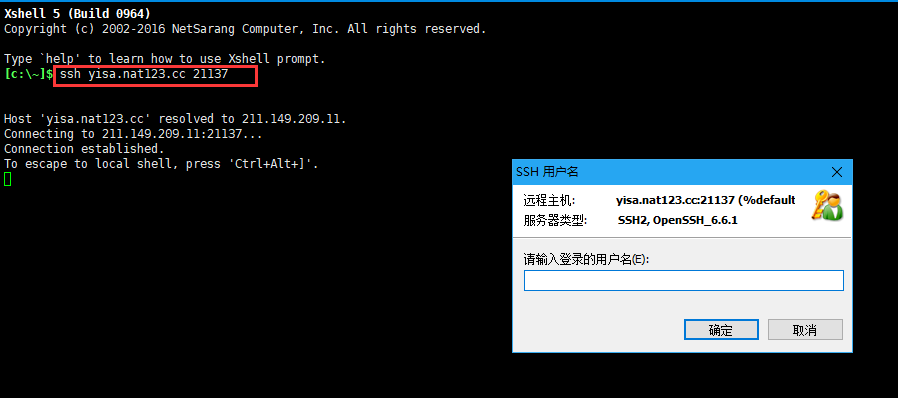 Xshell 5 (Build 0964)
Copyright (c) 2002-2016 NetSarang Computer, Inc. All rights reserved.
Type `help' to learn how to use Xshell prompt.
[c:\~]$ ssh yisa.nat123.cc 21137
Host 'yisa.nat123.cc' resolved to 211.149.209.11.
Connecting to 211.149.209.11:21137...
Connection established.
To escape to local shell, press 'Ctrl+Alt+]'.
SSH 用户名
远程主机: yisa.nat123.cc:21137 (%default
服务器类型: SSH2, OpenSSH_6.6.1
请输入登录的用户名(E):
确定 取消